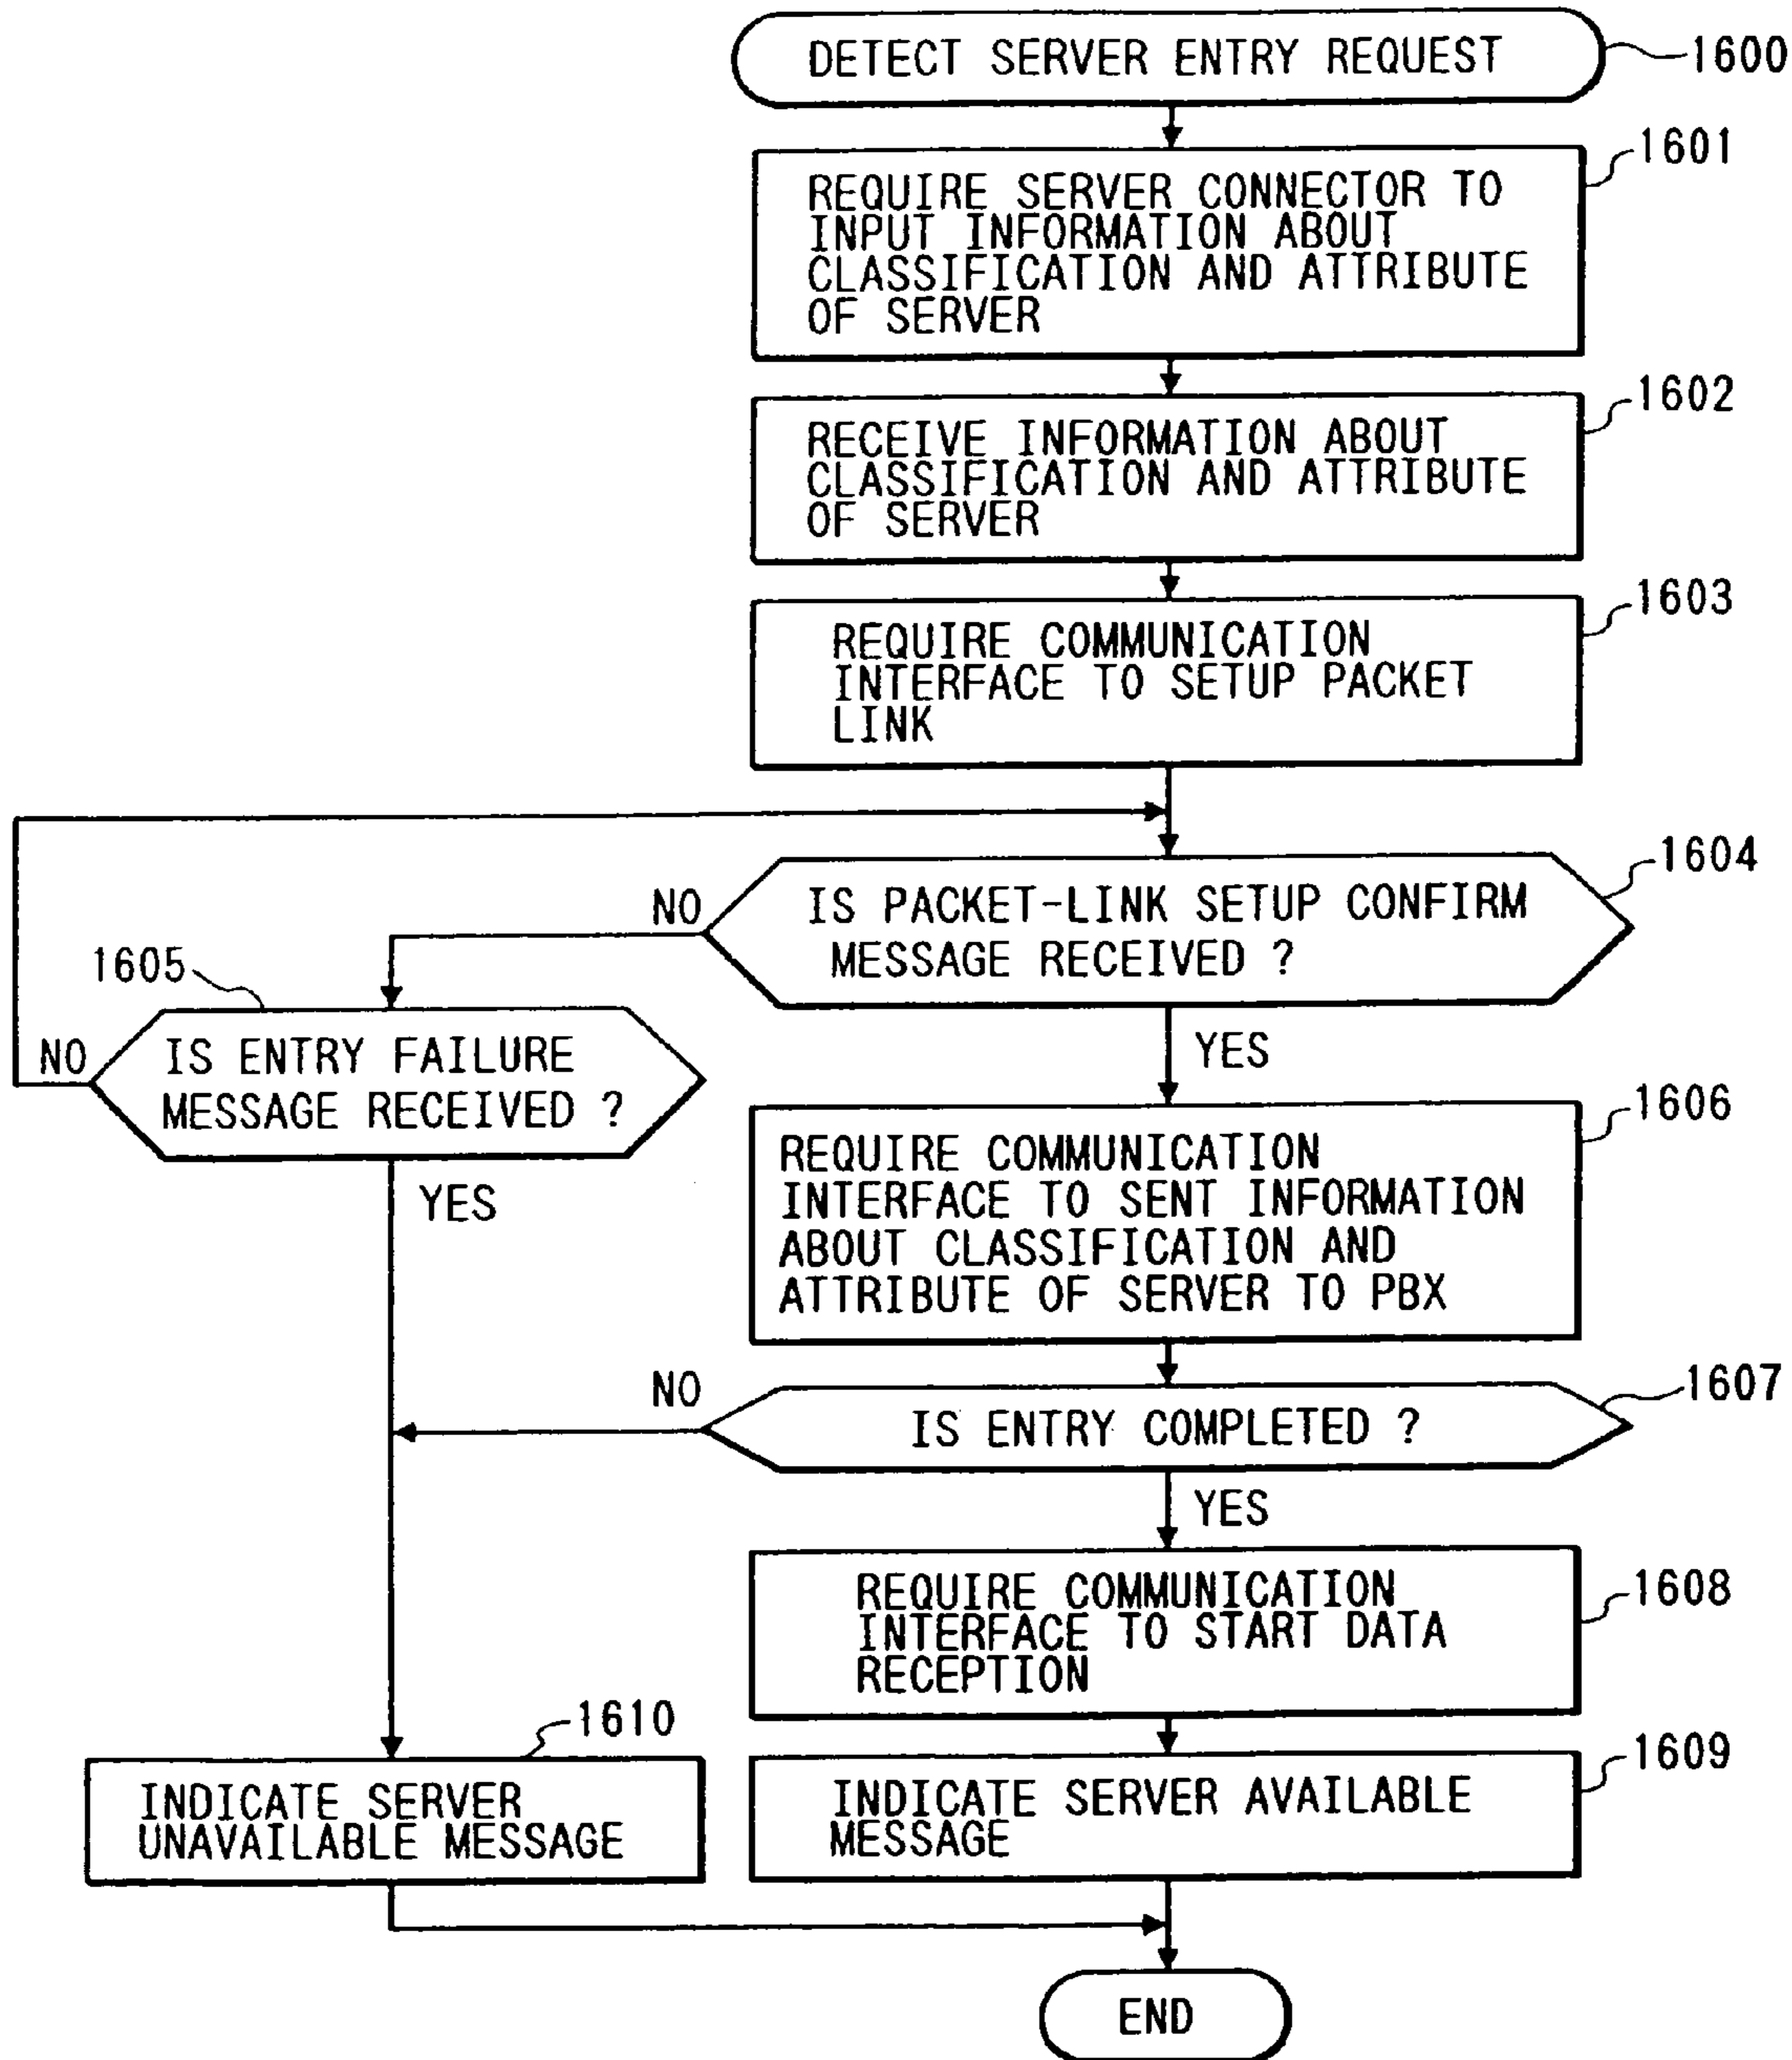 DETECT SERVER ENTRY REQUEST
1600
1601
REQUIRE SERVER CONNECTOR TO
INPUT INFORMATION ABOUT
CLASSIFICATION AND ATTRIBUTE
OF SERVER
1602
RECEIVE INFORMATION ABOUT
CLASSIFICATION AND ATTRIBUTE
OF SERVER
1603
REQUIRE COMMUNICATION
INTERFACE TO SETUP PACKET
LINK
1604
NO
IS PACKET-LINK SETUP CONFIRM
MESSAGE RECEIVED ?
1605
NO
IS ENTRY FAILURE
MESSAGE RECEIVED ?
YES
YES
1606
REQUIRE COMMUNICATION
INTERFACE TO SENT INFORMATION
ABOUT CLASSIFICATION AND
ATTRIBUTE OF SERVER TO PBX
NO
1607
IS ENTRY COMPLETED ?
YES
1608
REQUIRE COMMUNICATION
INTERFACE TO START DATA
RECEPTION
1610
INDICATE SERVER
UNAVAILABLE MESSAGE
1609
INDICATE SERVER AVAILABLE
MESSAGE
END